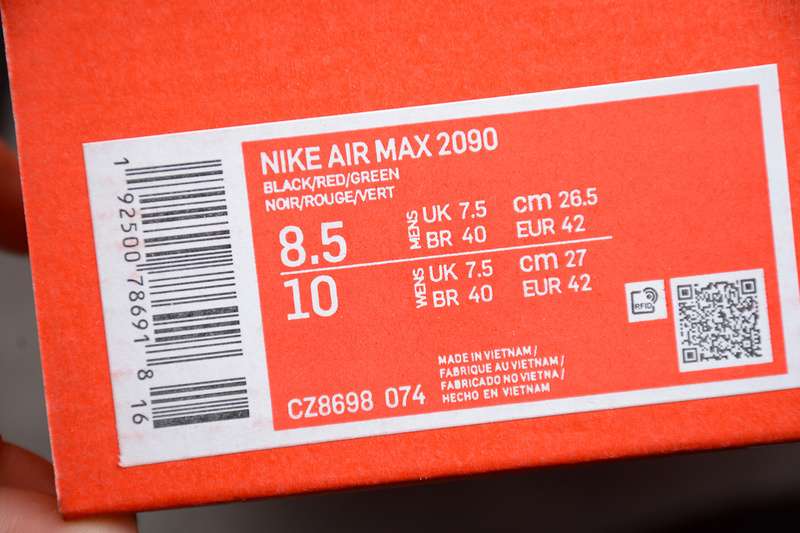 NIKE AIR MAX 2090
BLACK/RED/GREEN
NOIR/ROUGE/VERT
8.5
MENS
UK 7.5
cm 26.5
BR 40
EUR 42
10
WENS
UK 7.5
cm 27
BR 40
EUR 42
RFID
MADE IN VIETNAM /
FABRIQUE AU VIETNAM /
FABRICADO NO VIETNA /
HECHO EN VIETNAM
CZ8698 074
1 92500 78691 8 16